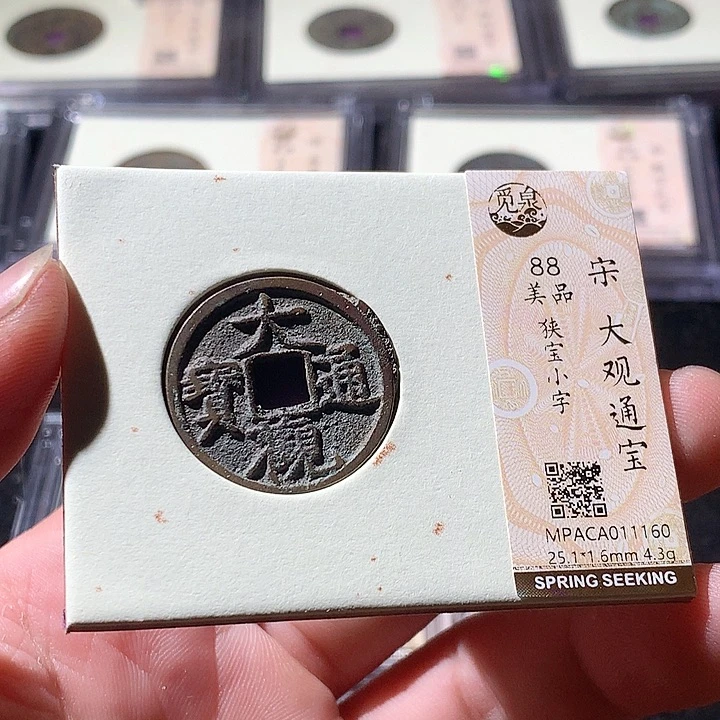 大觀通寶
觅泉
88
美品
狭宝小字
宋 大观通宝
MPACA011160
25.1*1.6mm 4.3g
SPRING SEEKING